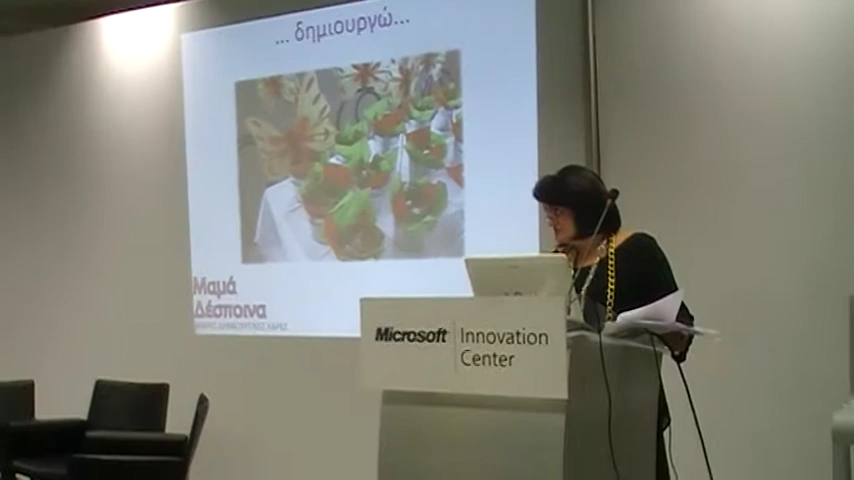 ... δημιουργώ...
Μαμά
Δέσποινα
Microsoft
Innovation
Center